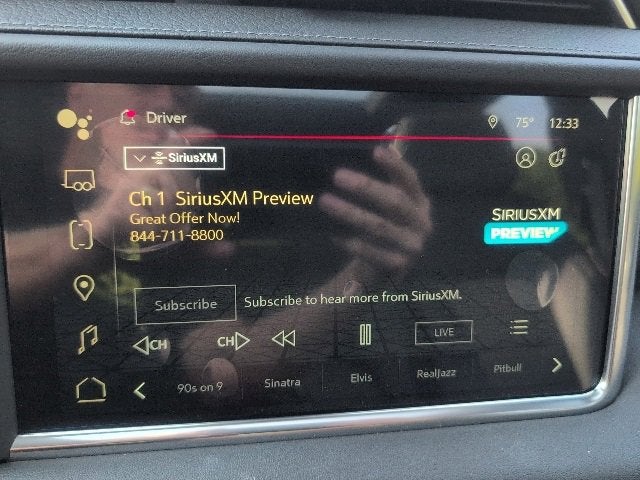 Driver
75° 12:33
SiriusXM
Ch 1 SiriusXM Preview
Great Offer Now!
844-711-8800
SIRIUSXM
PREVIEW
Subscribe
Subscribe to hear more from SiriusXM.
CH
CH
LIVE
90s on 9
Sinatra
Elvis
RealJazz
Pitbull